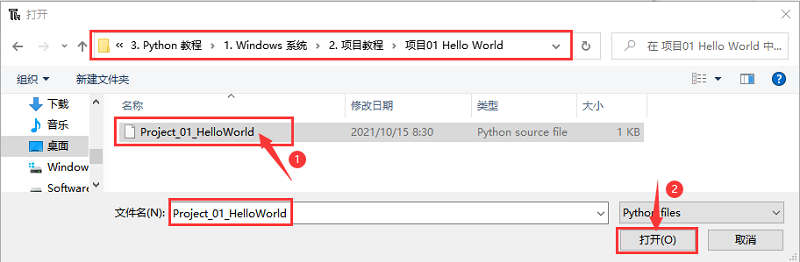 打开
« 3. Python 教程 › 1. Windows 系统 › 2. 项目教程 › 项目01 Hello World
在 项目01 Hello World 中...
组织 新建文件夹
名称 修改日期 类型 大小
下载
音乐
桌面
Window
Software
Project_01_HelloWorld 2021/10/15 8:30 Python source file 1 KB
1
2
文件名(N): Project_01_HelloWorld Python files
打开(O) 取消